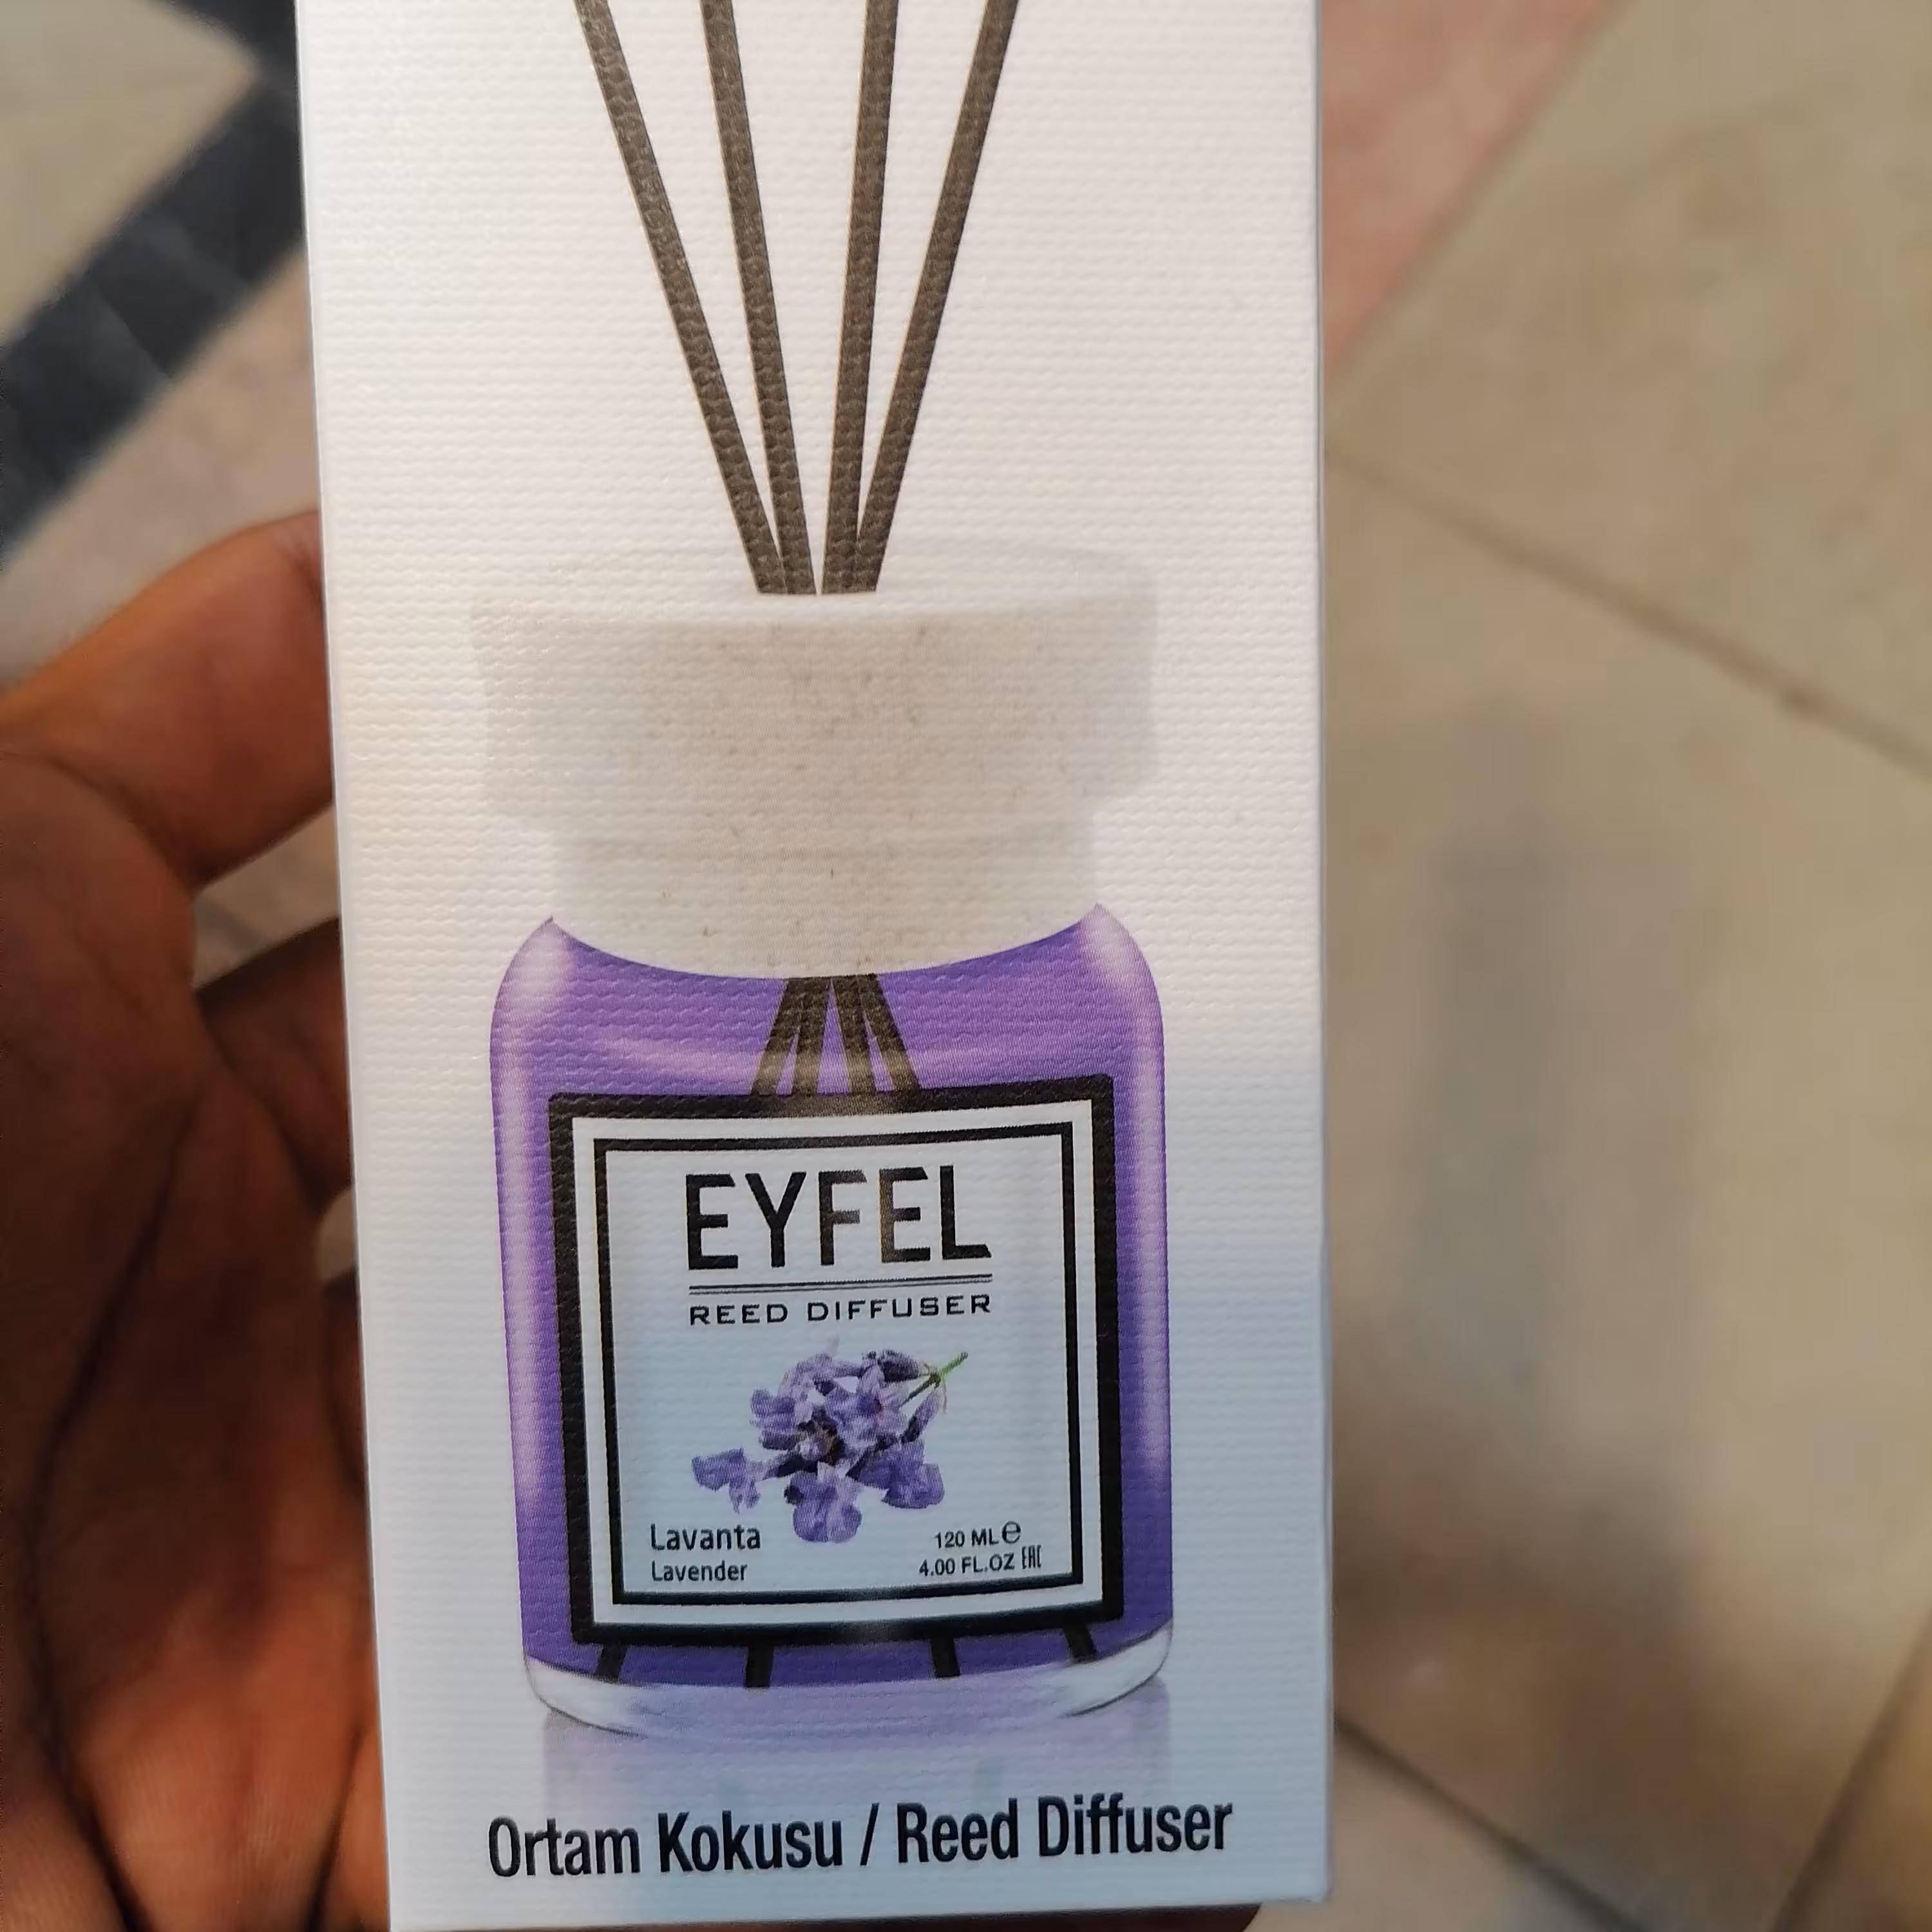 EYFEL
REED DIFFUSER
Lavanta
Lavender
120 ML℮
4.00 FL.OZ EAC
Ortam Kokusu / Reed Diffuser